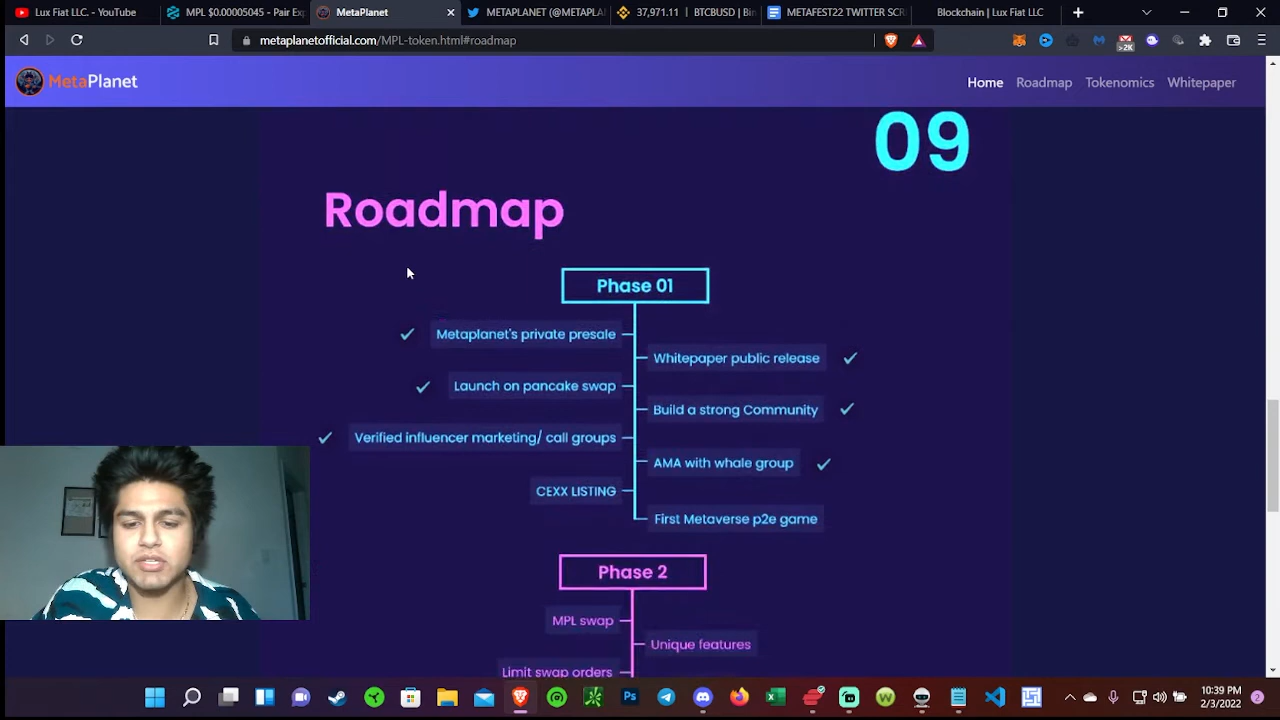 Lux Fiat LLC. - YouTube
MPL $0.00005045 - Pair Exp
MetaPlanet
METAPLANET (@METAPLA
37,971.11 | BTCBUSD | Bin
METAFEST22 TWITTER SCR
Blockchain | Lux Fiat LLC
metaplanetofficial.com/MPL-token.html#roadmap
>2K
MetaPlanet
Home
Roadmap
Tokenomics
Whitepaper
09
Roadmap
Phase 01
Metaplanet's private presale
Whitepaper public release
Launch on pancake swap
Build a strong Community
Verified influencer marketing/ call groups
AMA with whale group
CEXX LISTING
First Metaverse p2e game
Phase 2
MPL swap
Unique features
Limit swap orders
Ps
W
10:39 PM
2/3/2022
2